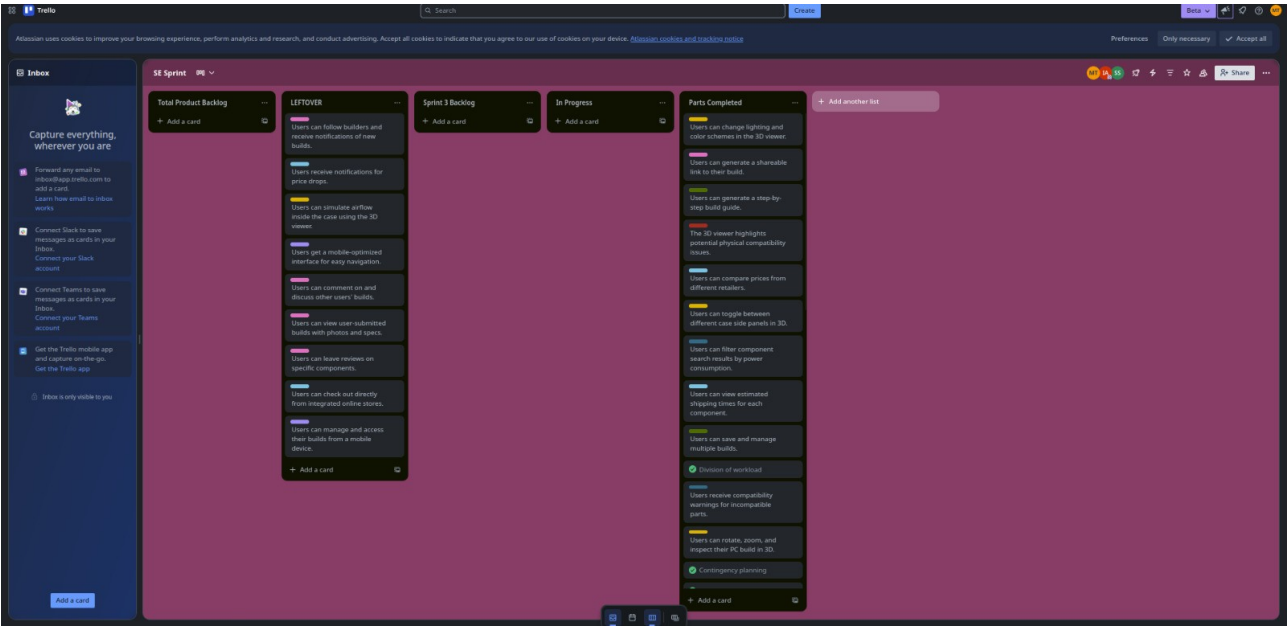 Trello
Search
Create
Beta
MT
Atlassian uses cookies to improve your browsing experience, perform analytics and research, and conduct advertising. Accept all cookies to indicate that you agree to our use of cookies on your device. Atlassian cookies and tracking notice
Preferences
Only necessary
Accept all
Inbox
Capture everything,
wherever you are
Forward any email to
inbox@app.trello.com to
add a card.
Learn how email to inbox
works
Connect Slack to save
messages as cards in your
Inbox.
Connect your Slack
account
Connect Teams to save
messages as cards in your
Inbox.
Connect your Teams
account
Get the Trello mobile app
and capture on-the-go.
Get the Trello app
Inbox is only visible to you
Add a card
SE Sprint
MT
IA
SS
Share
Total Product Backlog
+ Add a card
LEFTOVER
Users can follow builders and
receive notifications of new
builds.
Users receive notifications for
price drops.
Users can simulate airflow
inside the case using the 3D
viewer.
Users get a mobile-optimized
interface for easy navigation.
Users can comment on and
discuss other users' builds.
Users can view user-submitted
builds with photos and specs.
Users can leave reviews on
specific components.
Users can check out directly
from integrated online stores.
Users can manage and access
their builds from a mobile
device.
+ Add a card
Sprint 3 Backlog
+ Add a card
In Progress
+ Add a card
Parts Completed
Users can change lighting and
color schemes in the 3D viewer.
Users can generate a shareable
link to their build.
Users can generate a step-by-
step build guide.
The 3D viewer highlights
potential physical compatibility
issues.
Users can compare prices from
different retailers.
Users can toggle between
different case side panels in 3D.
Users can filter component
search results by power
consumption.
Users can view estimated
shipping times for each
component.
Users can save and manage
multiple builds.
Division of workload
Users receive compatibility
warnings for incompatible
parts.
Users can rotate, zoom, and
inspect their PC build in 3D.
Contingency planning
+ Add a card
+ Add another list